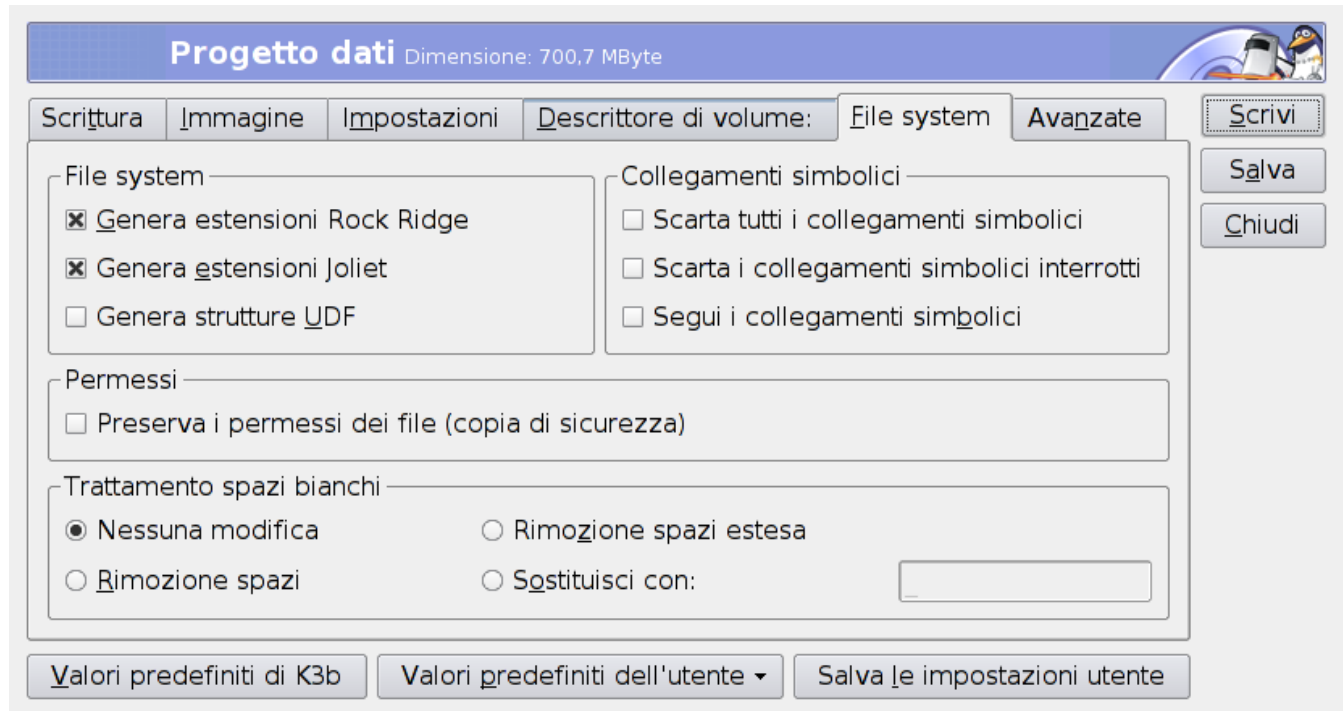 Progetto dati Dimensione: 700,7 MByte
Scrittura Immagine Impostazioni Descrittore di volume: File system Avanzate
Scrivi
Salva
Chiudi
File system
Genera estensioni Rock Ridge
Genera estensioni Joliet
Genera strutture UDF
Collegamenti simbolici
Scarta tutti i collegamenti simbolici
Scarta i collegamenti simbolici interrotti
Segui i collegamenti simbolici
Permessi
Preserva i permessi dei file (copia di sicurezza)
Trattamento spazi bianchi
Nessuna modifica
Rimozione spazi estesa
Rimozione spazi
Sostituisci con: _
Valori predefiniti di K3b Valori predefiniti dell'utente Salva le impostazioni utente